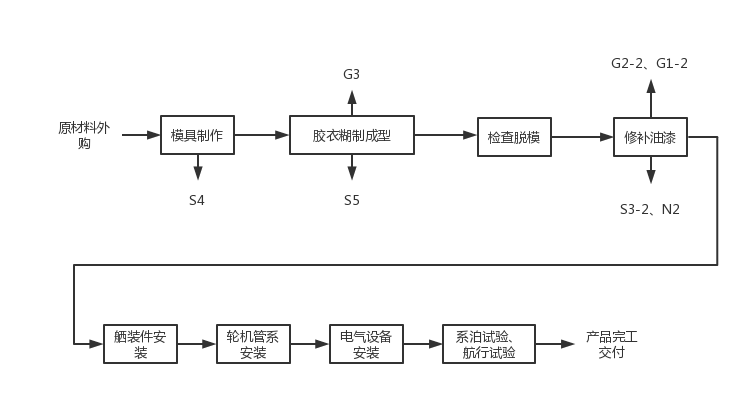 G2-2、G1-2
G3
原材料外
购
模具制作
胶衣糊制成型
检查脱模
修补油漆
S4
S5
S3-2、N2
舾装件安
装
轮机管系
安装
电气设备
安装
系泊试验、
航行试验
产品完工
交付